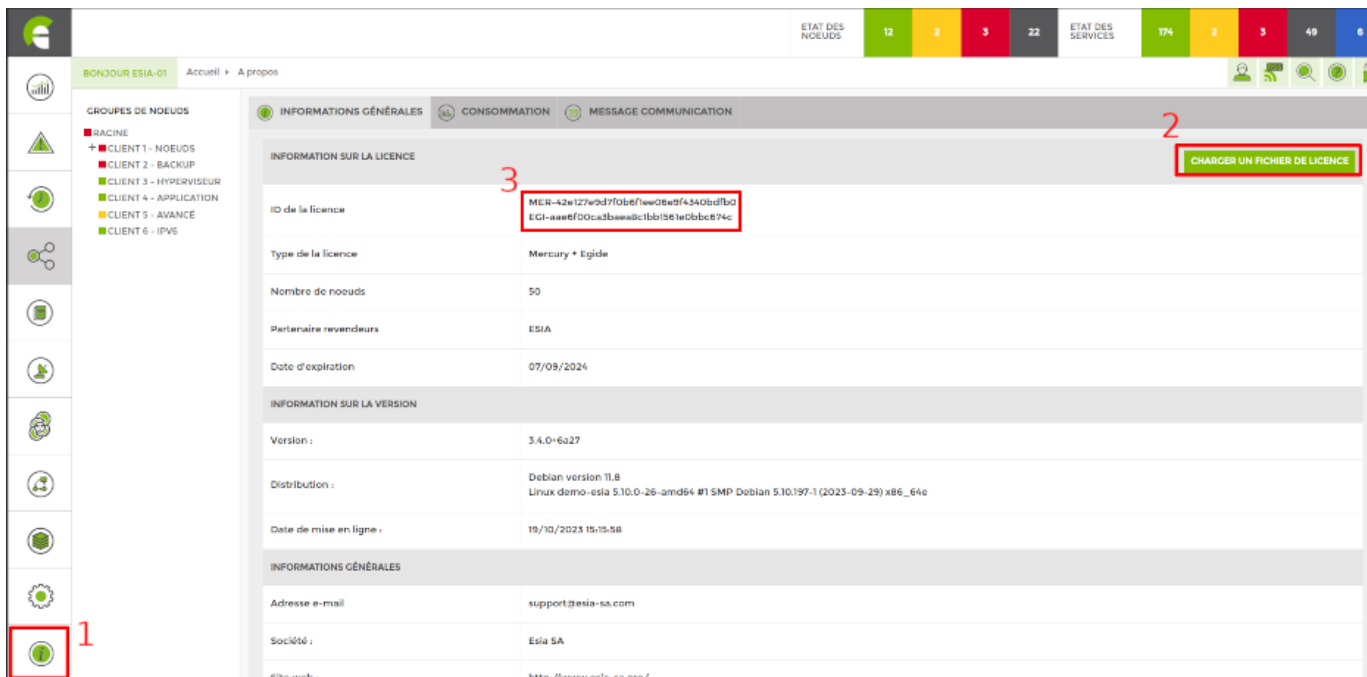 ETAT DES
NOEUDS
12
2
3
22
ETAT DES
SERVICES
174
2
3
49
6
BONJOUR ESIA-01
Accueil
A propos
GROUPES DE NOEUDS
RACINE
+ CLIENT 1 - NOEUDS
CLIENT 2 - BACKUP
CLIENT 3 - HYPERVISEUR
CLIENT 4 - APPLICATION
CLIENT 5 - AVANCÉ
CLIENT 6 - IPV6
INFORMATIONS GÉNÉRALES
CONSOMMATION
MESSAGE COMMUNICATION
2
INFORMATION SUR LA LICENCE
CHARGER UN FICHIER DE LICENCE
3
ID de la licence
MER-42e127e9d7f0b6f1ee06e9f4340bdfb0
EGI-aae6f00ca3baea8c1bb1561e0bbc674c
Type de la licence
Mercury + Egide
Nombre de noeuds
50
Partenaire revendeurs
ESIA
Date d'expiration
07/09/2024
INFORMATION SUR LA VERSION
Version :
3.4.0+6a27
Distribution :
Debian version 11.8
Linux demo-esia 5.10.0-26-amd64 #1 SMP Debian 5.10.197-1 (2023-09-29) x86_64e
Date de mise en ligne :
19/10/2023 15:15:58
INFORMATIONS GÉNÉRALES
Adresse e-mail
support@esia-sa.com
1
Société :
Esia SA